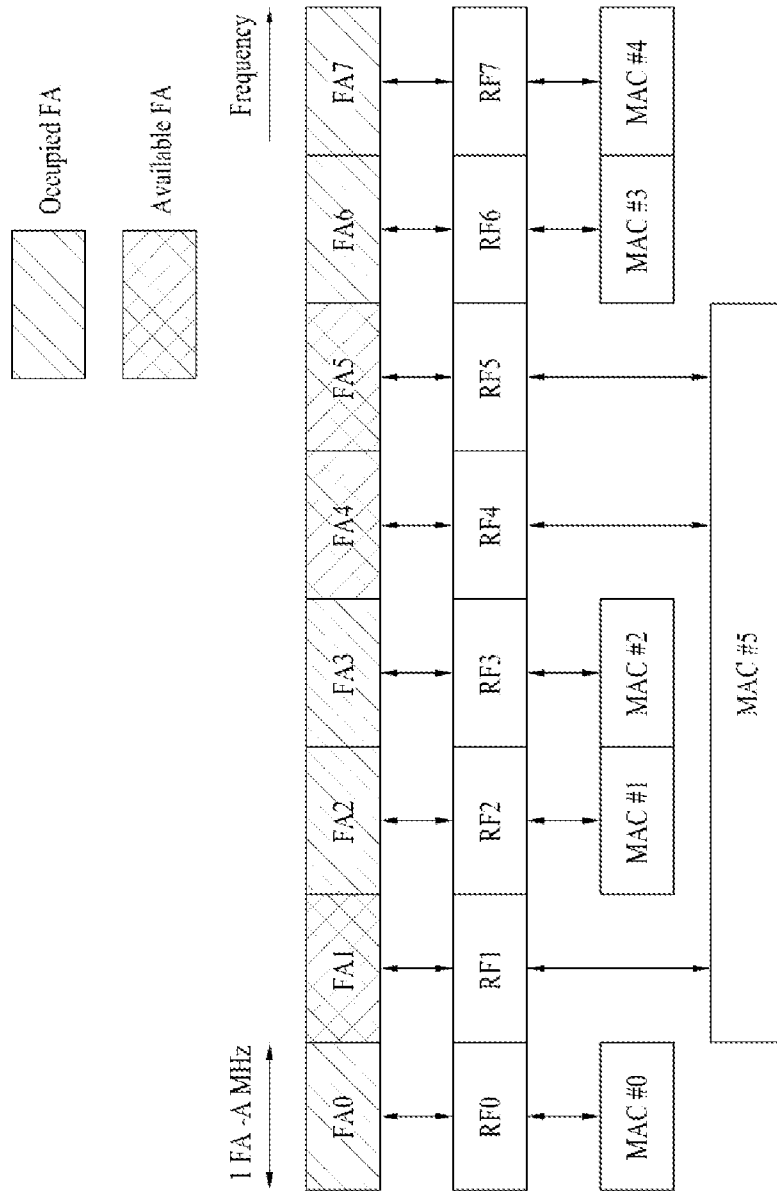 Occupied FA
Available FA
1 FA -A MHz
Frequency
FA0 FA1 FA2 FA3 FA4 FA5 FA6 FA7
RF0 RF1 RF2 RF3 RF4 RF5 RF6 RF7
MAC #0 MAC #1 MAC #2 MAC #3 MAC #4
MAC #5